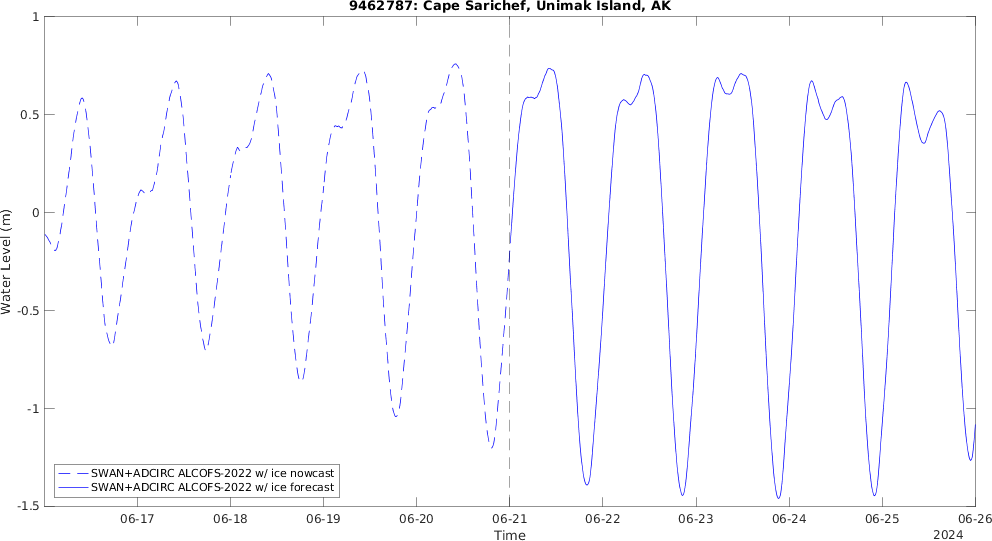 9462787: Cape Sarichef, Unimak Island, AK
1
0.5
0
-0.5
-1
-1.5
Water Level (m)
SWAN+ADCIRC ALCOFS-2022 w/ ice nowcast
SWAN+ADCIRC ALCOFS-2022 w/ ice forecast
06-17 06-18 06-19 06-20 06-21 06-22 06-23 06-24 06-25 06-26
Time
2024